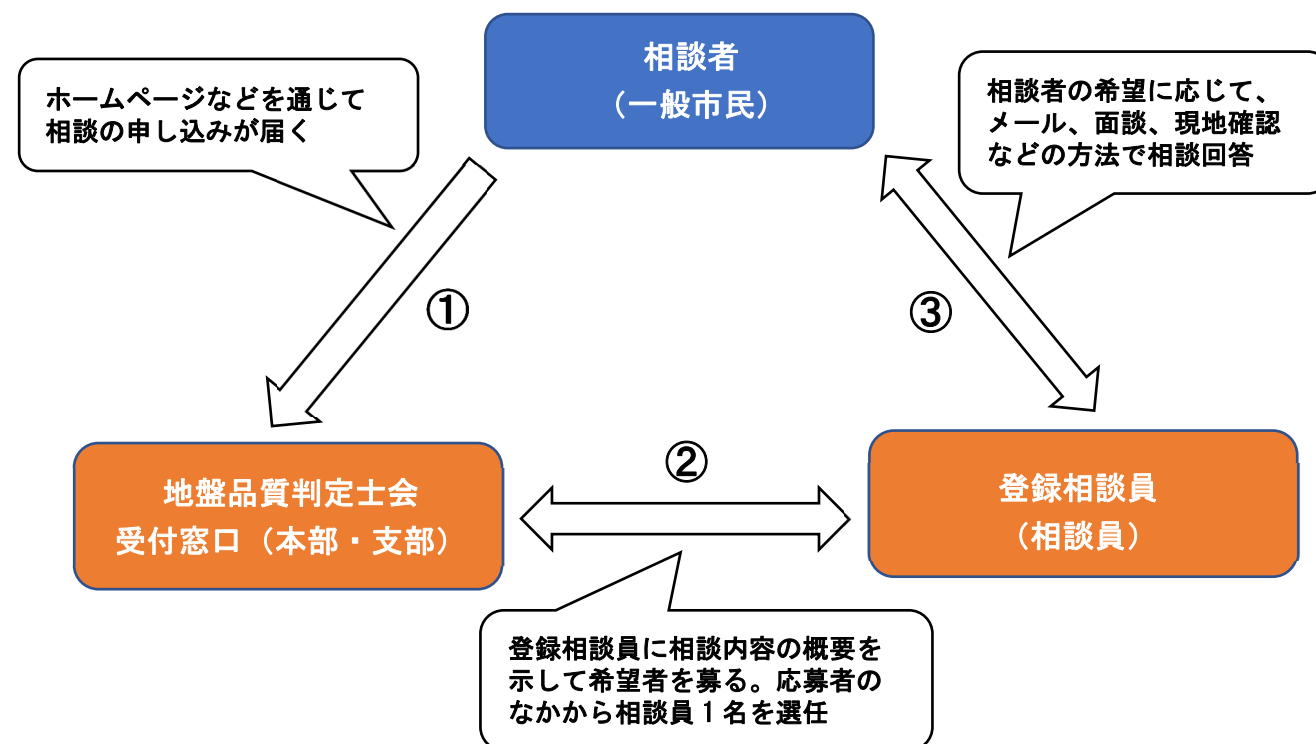 相談者
（一般市民）
ホームページなどを通じて
相談の申し込みが届く
相談者の希望に応じて、
メール、面談、現地確認
などの方法で相談回答
①
③
②
地盤品質判定士会
受付窓口（本部・支部）
登録相談員
（相談員）
登録相談員に相談内容の概要を
示して希望者を募る。応募者の
なかから相談員１名を選任